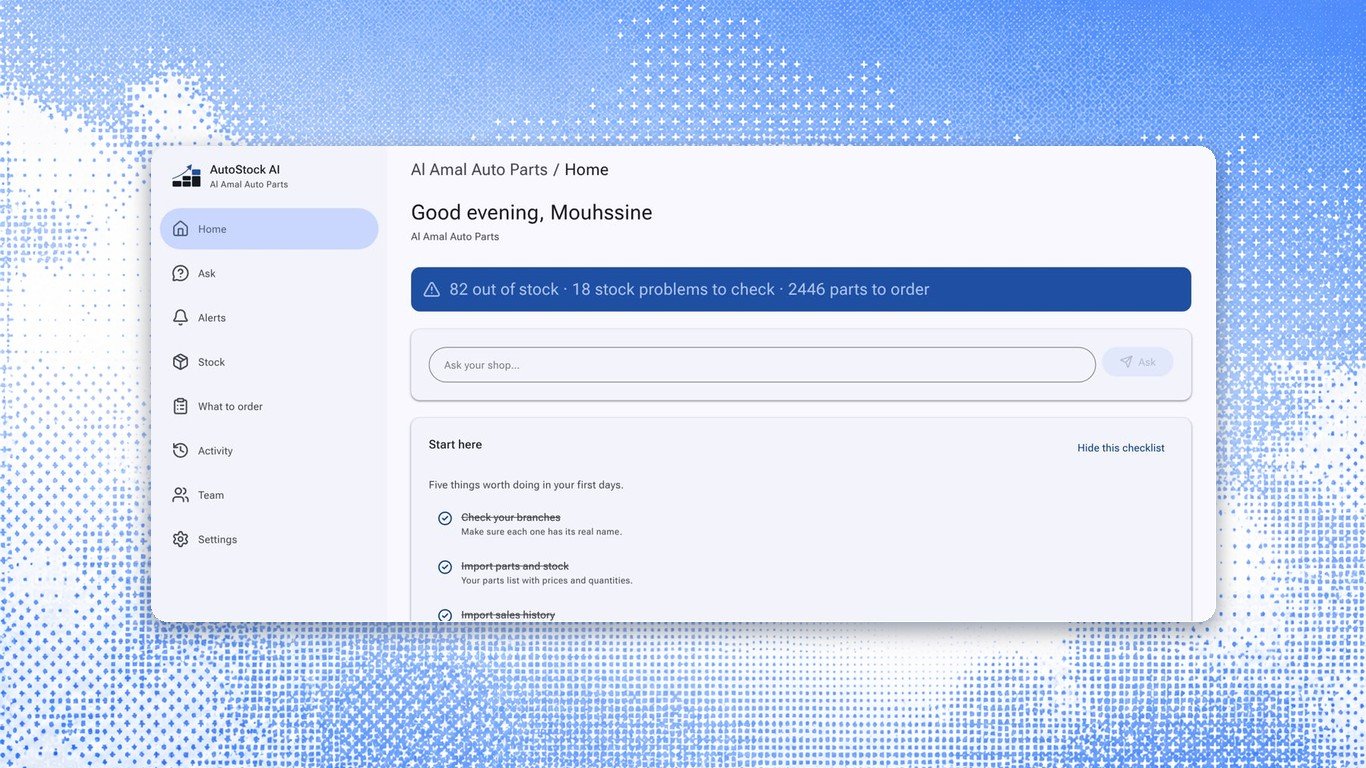 AutoStock AI
Al Amal Auto Parts
Home
Ask
Alerts
Stock
What to order
Activity
Team
Settings
Al Amal Auto Parts / Home
Good evening, Mouhssine
Al Amal Auto Parts
82 out of stock · 18 stock problems to check · 2446 parts to order
Ask your shop...
Ask
Start here
Hide this checklist
Five things worth doing in your first days.
Check your branches
Make sure each one has its real name.
Import parts and stock
Your parts list with prices and quantities.
Import sales history